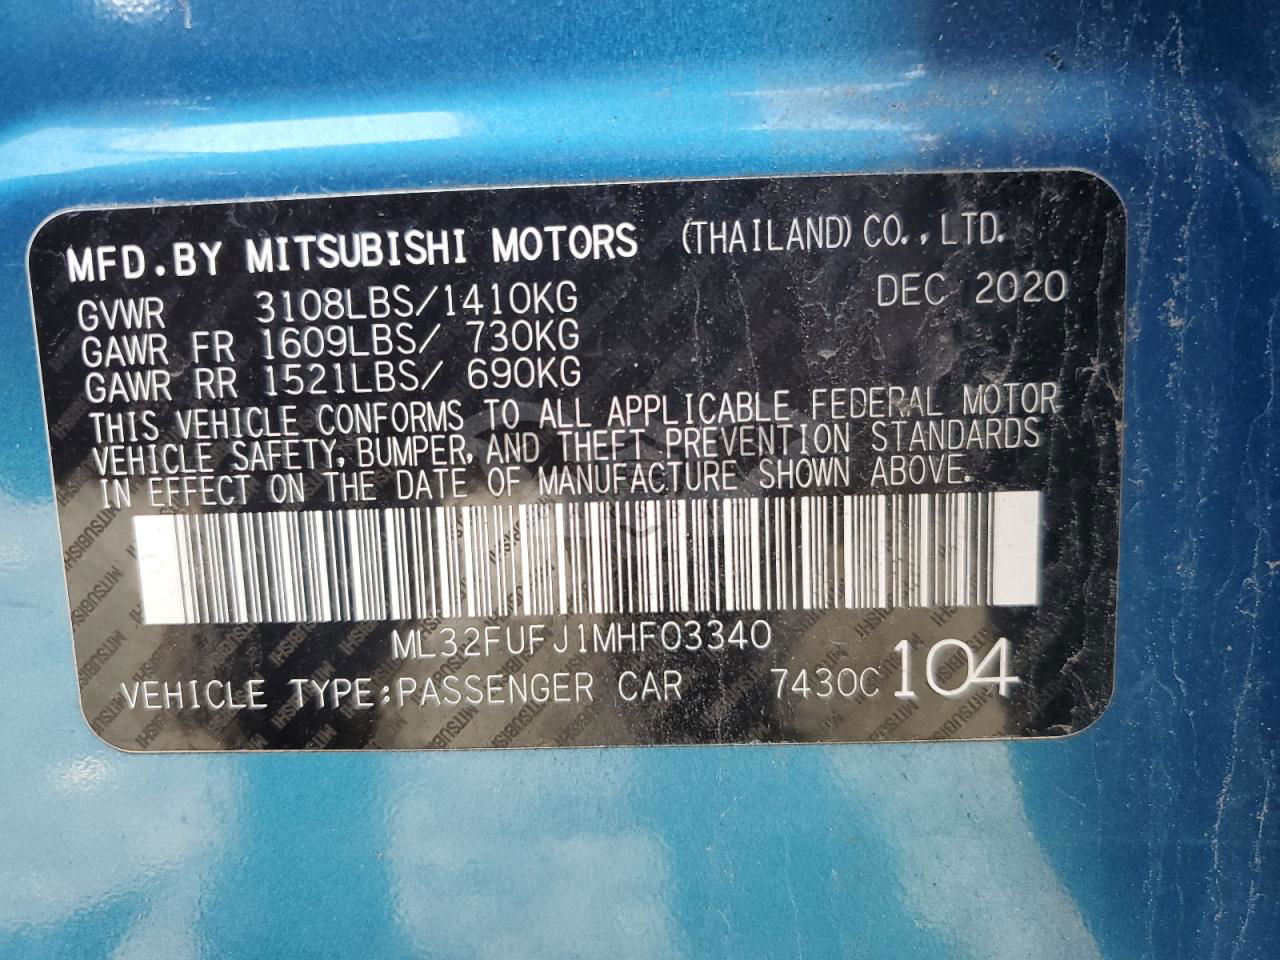 MFD.BY MITSUBISHI MOTORS (THAILAND) CO.,LTD.
GVWR 3108LBS/1410KG DEC 2020
GAWR FR 1609LBS/ 730KG
GAWR RR 1521LBS/ 690KG
THIS VEHICLE CONFORMS TO ALL APPLICABLE FEDERAL MOTOR
VEHICLE SAFETY, BUMPER, AND THEFT PREVENTION STANDARDS
IN EFFECT ON THE DATE OF MANUFACTURE SHOWN ABOVE.
ML32FUFJ1MHF03340
VEHICLE TYPE:PASSENGER CAR 7430C 104